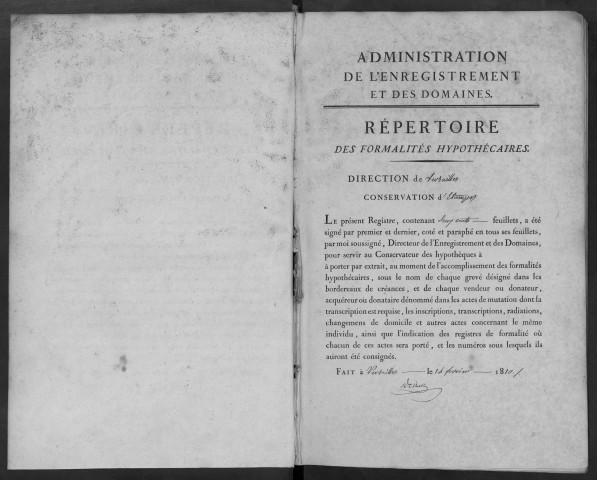 ADMINISTRATION
DE L'ENREGISTREMENT
ET DES DOMAINES.
RÉPERTOIRE
DES FORMALITÉS HYPOTHÉCAIRES.
DIRECTION de Versailles
CONSERVATION d'Etampes
LE présent Registre, contenant deux cents feuillets, a été
signé par premier et dernier, coté et paraphé en tous ses feuillets,
par moi soussigné, Directeur de l'Enregistrement et des Domaines,
pour servir au Conservateur des hypothèques à
à porter par extrait, au moment de l'accomplissement des formalités
hypothécaires, sous le nom de chaque grevé désigné dans les
bordereaux de créances, et de chaque vendeur ou donateur,
acquéreur ou donataire dénommé dans les actes de mutation dont la
transcription est requise, les inscriptions, transcriptions, radiations,
changemens de domicile et autres actes concernant le même
individu, ainsi que l'indication des registres de formalité où
chacun de ces actes sera porté, et les numéros sous lesquels ils
auront été consignés.
FAIT à Versailles le 14 février 1810